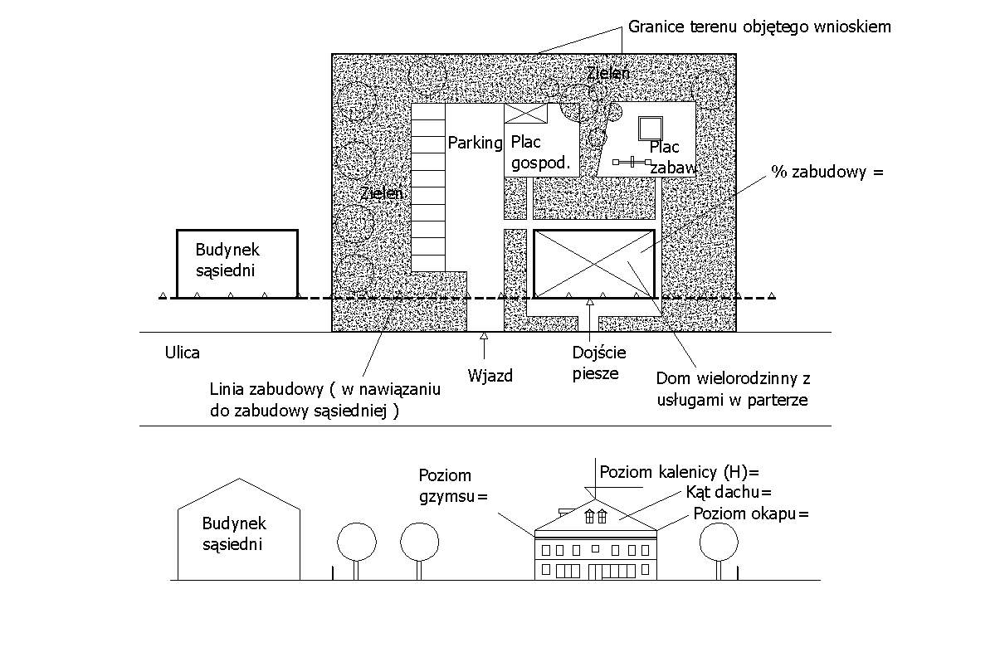 Granice terenu objętego wnioskiem
Zieleń
Parking
Plac
gospod.
Plac
zabaw
% zabudowy =
Zieleń
Budynek
sąsiedni
Ulica
Wjazd
Dojście
piesze
Linia zabudowy ( w nawiązaniu
do zabudowy sąsiedniej )
Dom wielorodzinny z
usługami w parterze
Poziom
gzymsu=
Poziom kalenicy (H)=
Kąt dachu=
Poziom okapu=
Budynek
sąsiedni